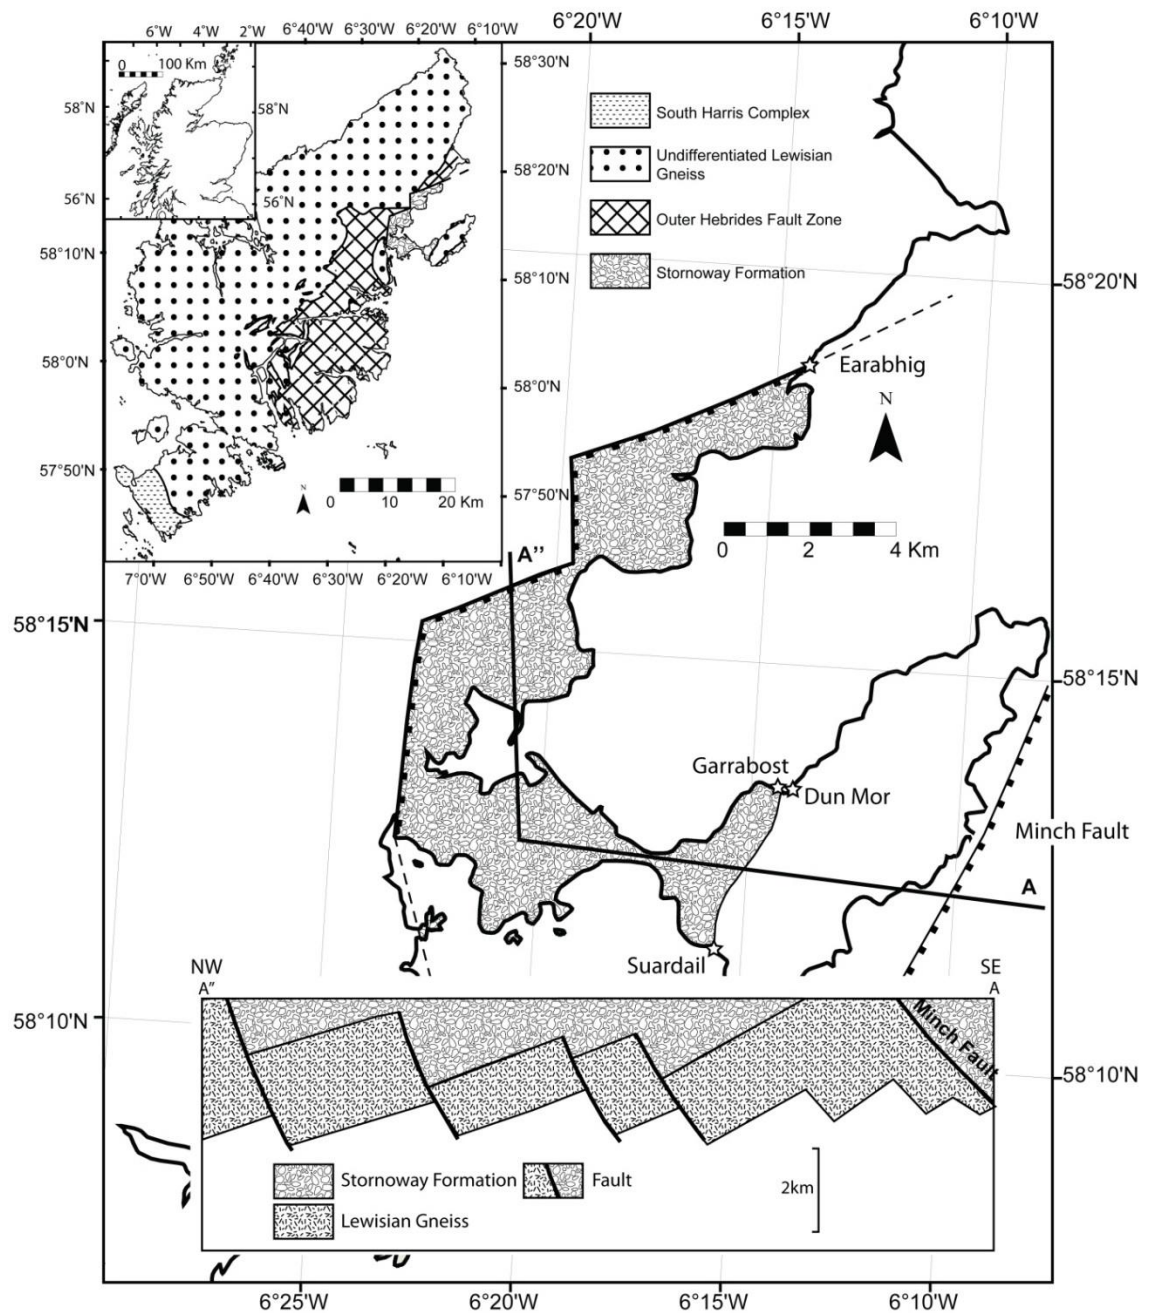 6°20'W 6°15'W 6°10'W
6°W 4°W 2°W 6°40'W 6°30'W 6°20'W 6°10'W
0 100 Km
58°N
58°N
56°N
56°N
58°10'N
58°0'N
57°50'N
58°30'N
58°20'N
58°10'N
58°0'N
57°50'N
N
0 10 20 Km
7°0'W 6°50'W 6°40'W 6°30'W 6°20'W 6°10'W
South Harris Complex
Undifferentiated Lewisian
Gneiss
Outer Hebrides Fault Zone
Stornoway Formation
58°20'N
Earabhig
N
0 2 4 Km
A’’
58°15'N
58°15'N
Garrabost
Dun Mor
Minch Fault
A
Suardail
NW
A"
SE
A
Minch Fault
58°10'N
58°10'N
Stornoway Formation
Fault
Lewisian Gneiss
2km
6°25'W 6°20'W 6°15'W 6°10'W